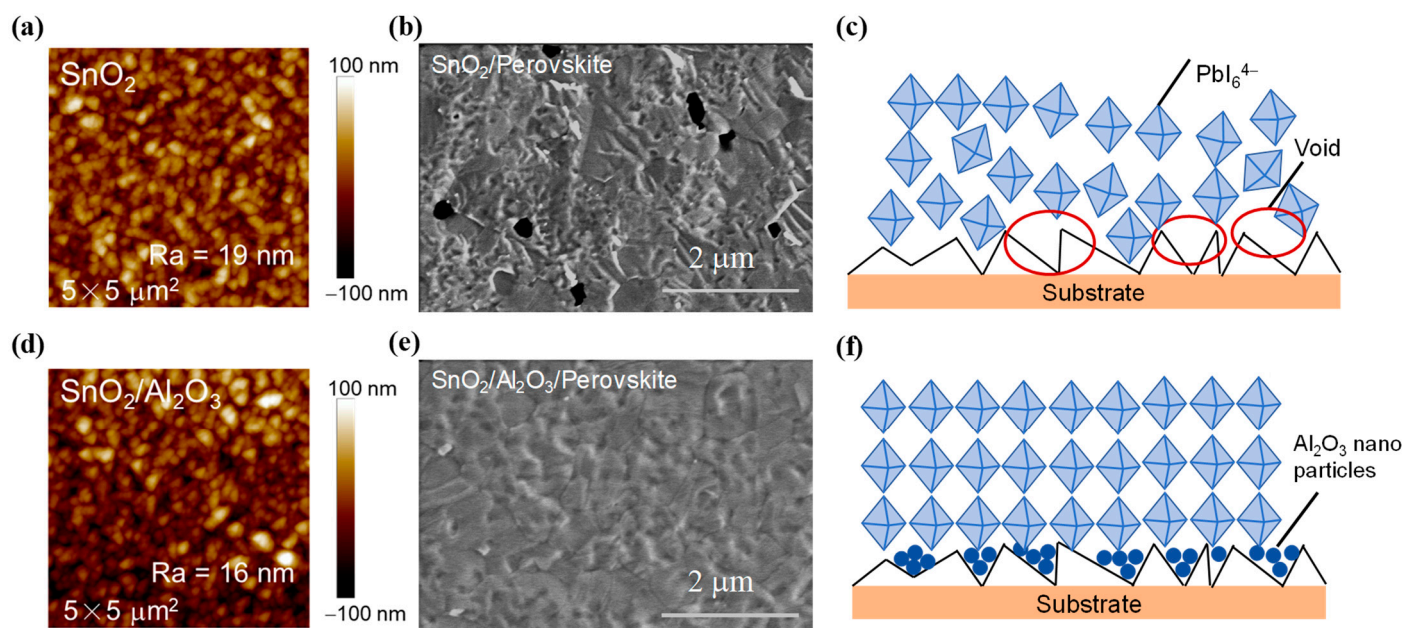 (a)
SnO₂
Ra = 19 nm
5×5 μm²
100 nm
−100 nm
(b)
SnO₂/Perovskite
2 μm
(c)
PbI₆⁴⁻
Void
Substrate
(d)
SnO₂/Al₂O₃
Ra = 16 nm
5×5 μm²
100 nm
−100 nm
(e)
SnO₂/Al₂O₃/Perovskite
2 μm
(f)
Al₂O₃ nano
particles
Substrate